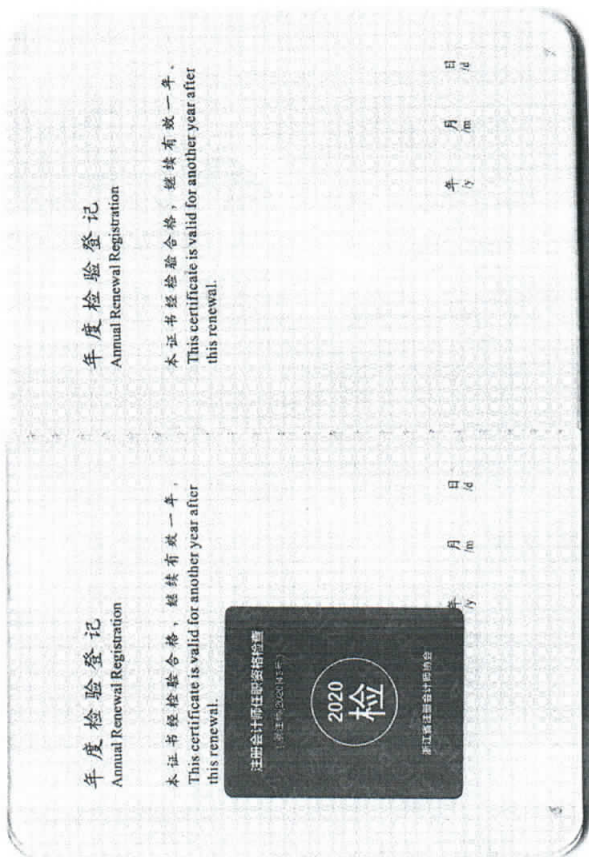 年度检验登记
Annual Renewal Registration
本证书经检验合格，继续有效一年。
This certificate is valid for another year after
this renewal.
注册会计师任职资格检查
2020
检
浙江省注册会计师协会
年 月 日
/y /m /d
年度检验登记
Annual Renewal Registration
本证书经检验合格，继续有效一年。
This certificate is valid for another year after
this renewal.
年 月 日
/y /m /d
7